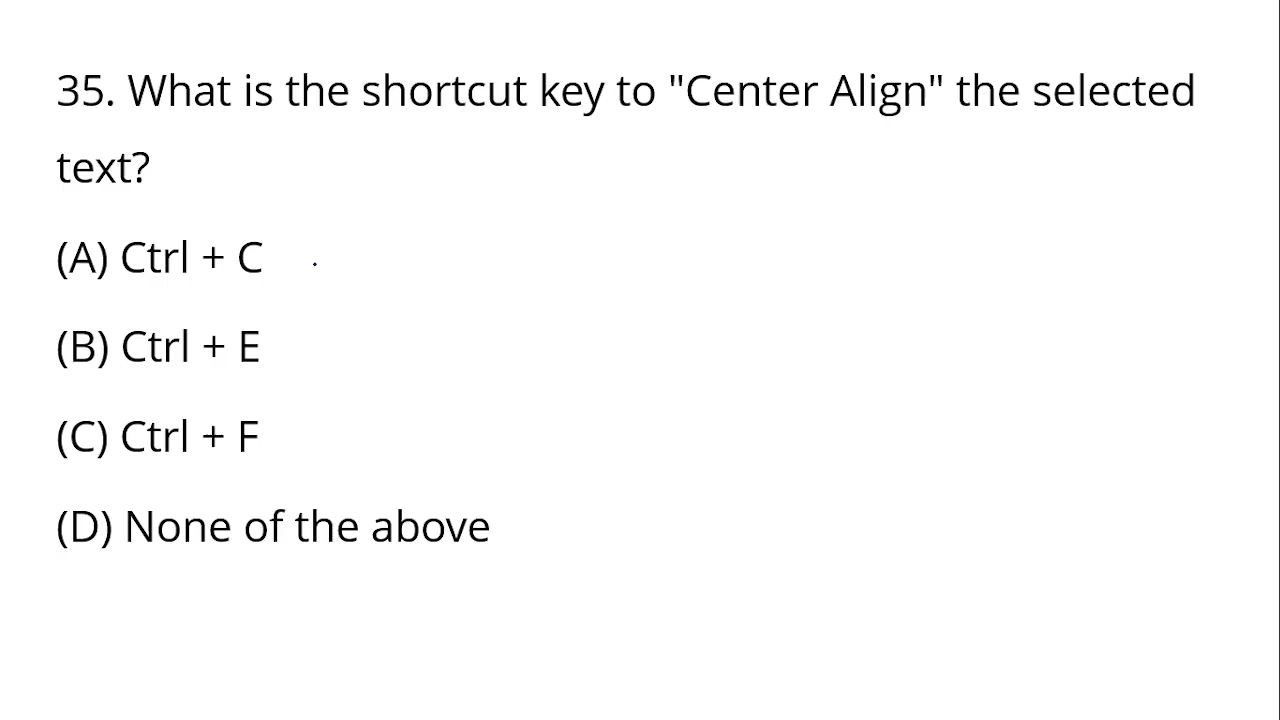 35. What is the shortcut key to "Center Align" the selected
text?
(A) Ctrl + C
(B) Ctrl + E
(C) Ctrl + F
(D) None of the above